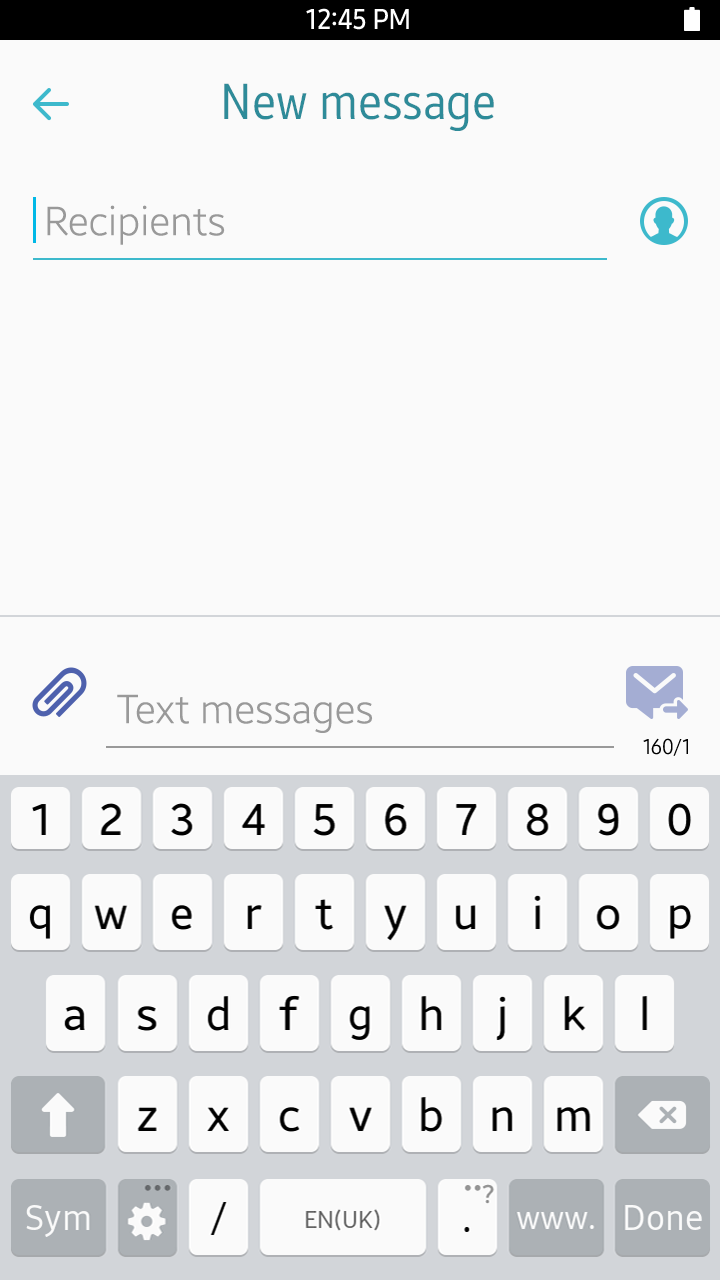 12:45 PM
New message
Recipients
Text messages
160/1
1 2 3 4 5 6 7 8 9 0
q w e r t y u i o p
a s d f g h j k l
z x c v b n m
Sym / EN(UK) . ? www. Done